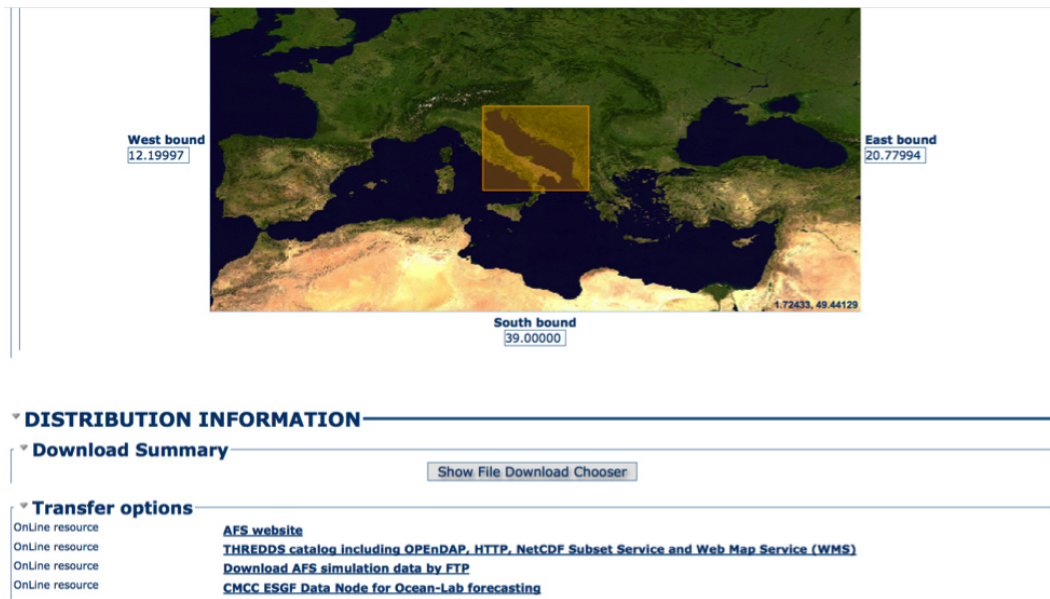 West bound
12.19997
East bound
20.77994
1.72433, 49.44129
South bound
39.00000
DISTRIBUTION INFORMATION
Download Summary
Show File Download Chooser
Transfer options
OnLine resource AFS website
OnLine resource THREDDS catalog including OPEnDAP, HTTP, NetCDF Subset Service and Web Map Service (WMS)
OnLine resource Download AFS simulation data by FTP
OnLine resource CMCC ESGF Data Node for Ocean-Lab forecasting